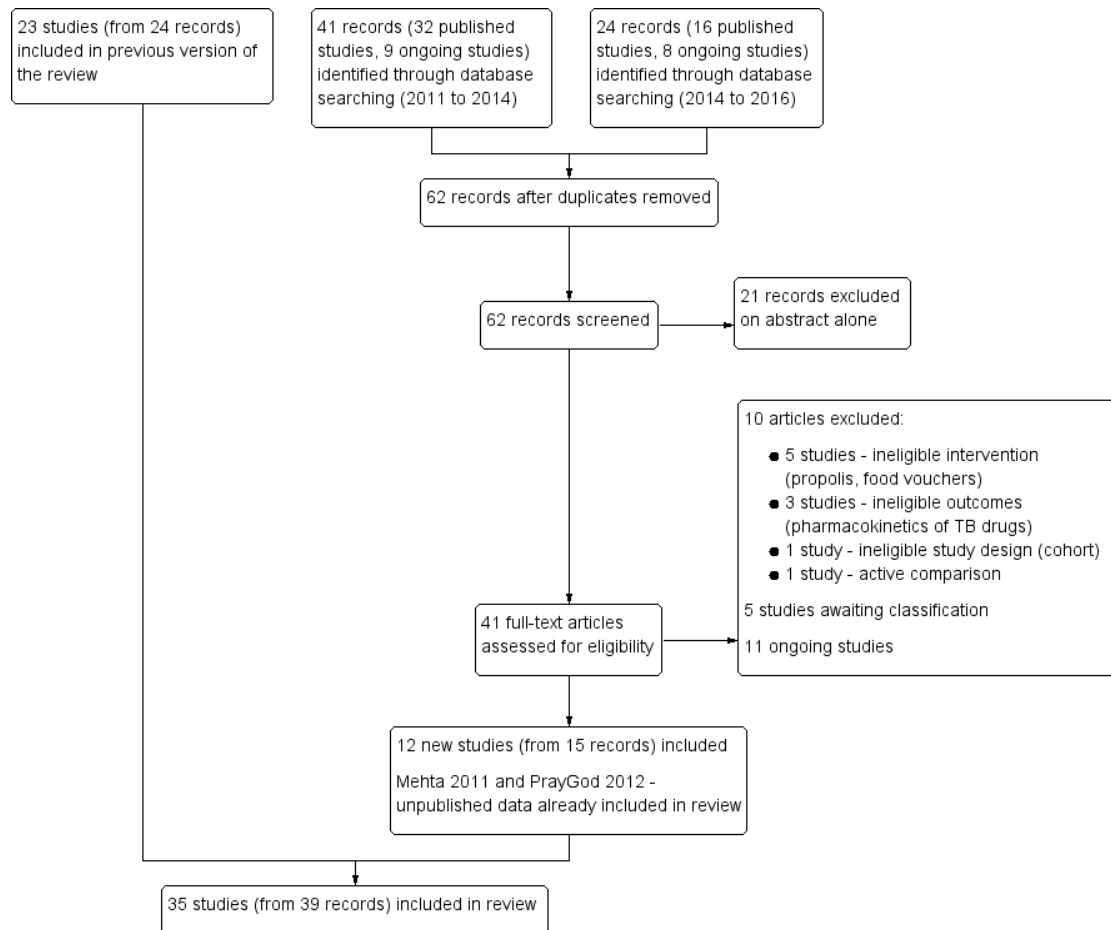 23 studies (from 24 records)
included in previous version of
the review
41 records (32 published
studies, 9 ongoing studies)
identified through database
searching (2011 to 2014)
24 records (16 published
studies, 8 ongoing studies)
identified through database
searching (2014 to 2016)
62 records after duplicates removed
62 records screened
21 records excluded
on abstract alone
10 articles excluded:
● 5 studies - ineligible intervention
(propolis, food vouchers)
● 3 studies - ineligible outcomes
(pharmacokinetics of TB drugs)
● 1 study - ineligible study design (cohort)
● 1 study - active comparison
5 studies awaiting classification
11 ongoing studies
41 full-text articles
assessed for eligibility
12 new studies (from 15 records) included
Mehta 2011 and PrayGod 2012 -
unpublished data already included in review
35 studies (from 39 records) included in review